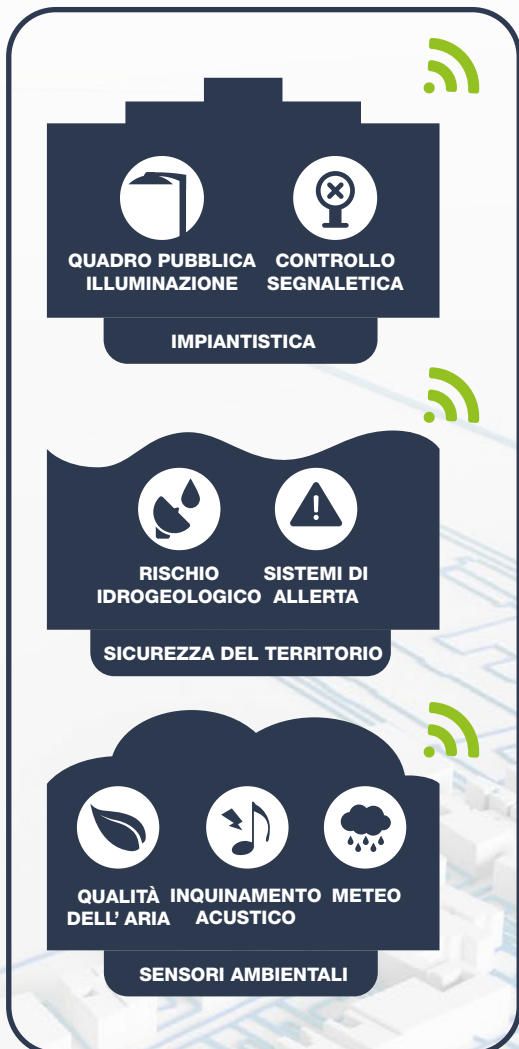 QUADRO PUBBLICA
ILLUMINAZIONE
CONTROLLO
SEGNALETICA
IMPIANTISTICA
RISCHIO
IDROGEOLOGICO
SISTEMI DI
ALLERTA
SICUREZZA DEL TERRITORIO
QUALITÀ
DELL' ARIA
INQUINAMENTO
ACUSTICO
METEO
SENSORI AMBIENTALI